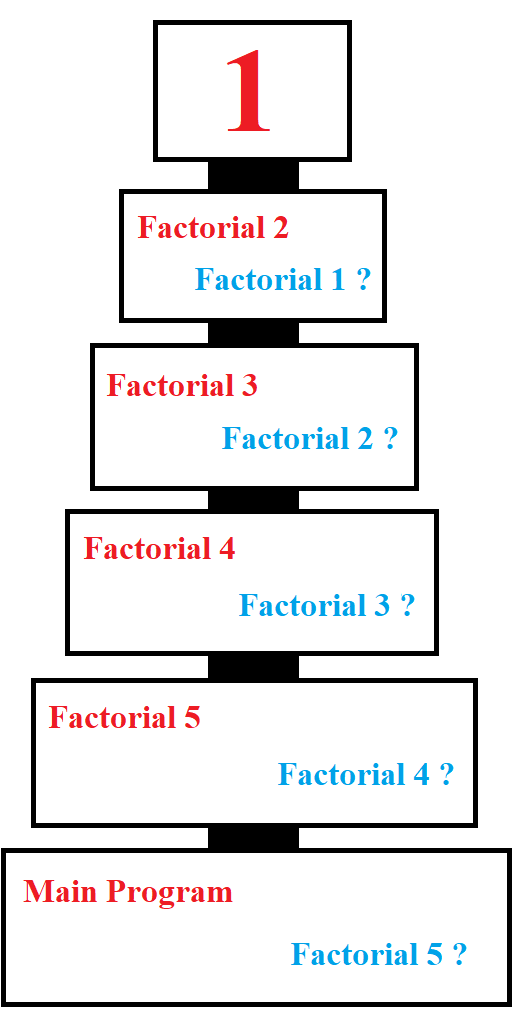 1
Factorial 2
Factorial 1 ?
Factorial 3
Factorial 2 ?
Factorial 4
Factorial 3 ?
Factorial 5
Factorial 4 ?
Main Program
Factorial 5 ?